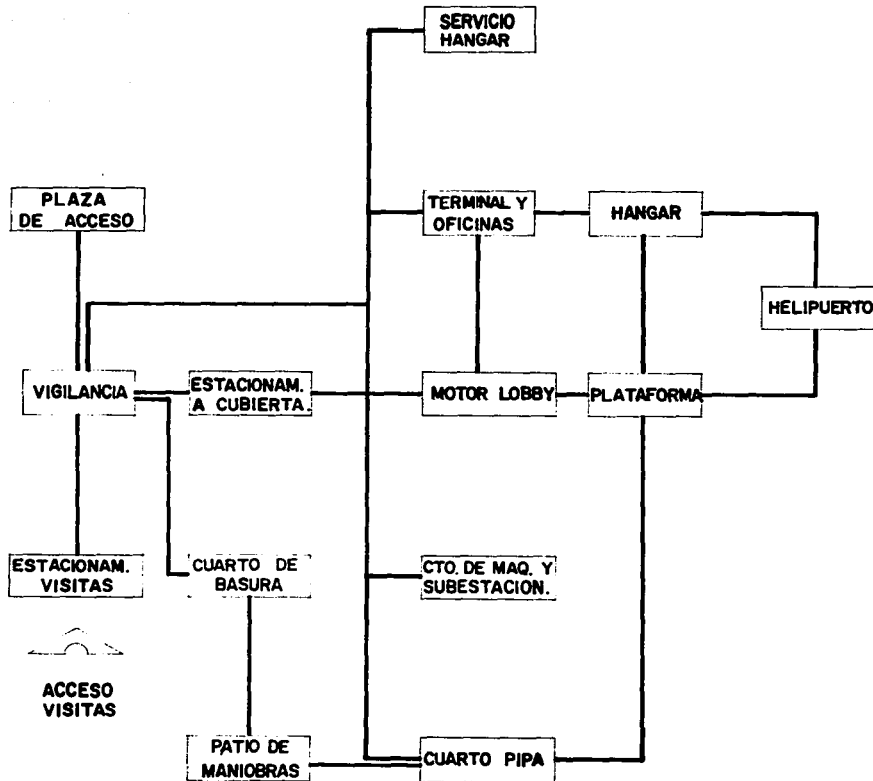 SERVICIO
HANGAR
PLAZA
DE ACCESO
TERMINAL Y
OFICINAS
HANGAR
HELIPUERTO
VIGILANCIA
ESTACIONAM.
A CUBIERTA.
MOTOR LOBBY
PLATAFORMA
ESTACIONAM.
VISITAS
CUARTO DE
BASURA
CTO. DE MAQ. Y
SUBESTACION.
ACCESO
VISITAS
PATIO DE
MANIOBRAS
CUARTO PIPA